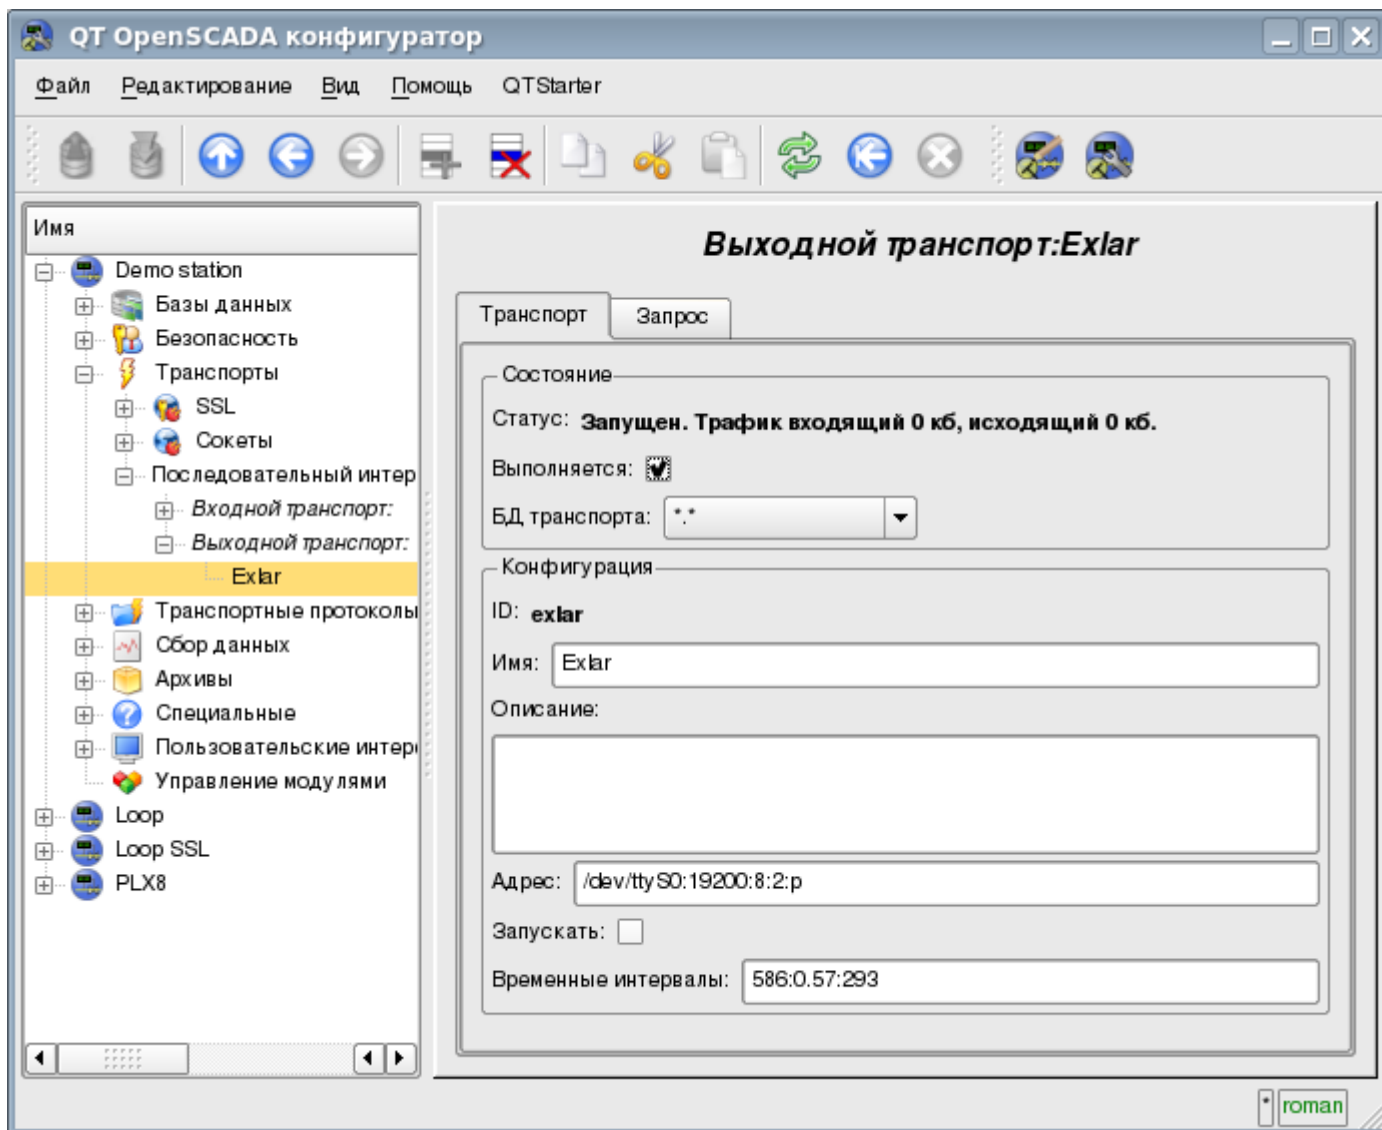 QT OpenSCADA конфигуратор
Файл Редактирование Вид Помощь QTStarter
Имя
Demo station
Базы данных
Безопасность
Транспорты
SSL
Сокеты
Последовательный интер
Входной транспорт:
Выходной транспорт:
Exlar
Транспортные протоколы
Сбор данных
Архивы
Специальные
Пользовательские интер
Управление модулями
Loop
Loop SSL
PLX8
Выходной транспорт:Exlar
Транспорт Запрос
Состояние
Статус: Запущен. Трафик входящий 0 кб, исходящий 0 кб.
Выполняется:
БД транспорта: *.*
Конфигурация
ID: exlar
Имя: Exlar
Описание:
Адрес: /dev/ttyS0:19200:8:2:p
Запускать:
Временные интервалы: 586:0.57:293
* roman